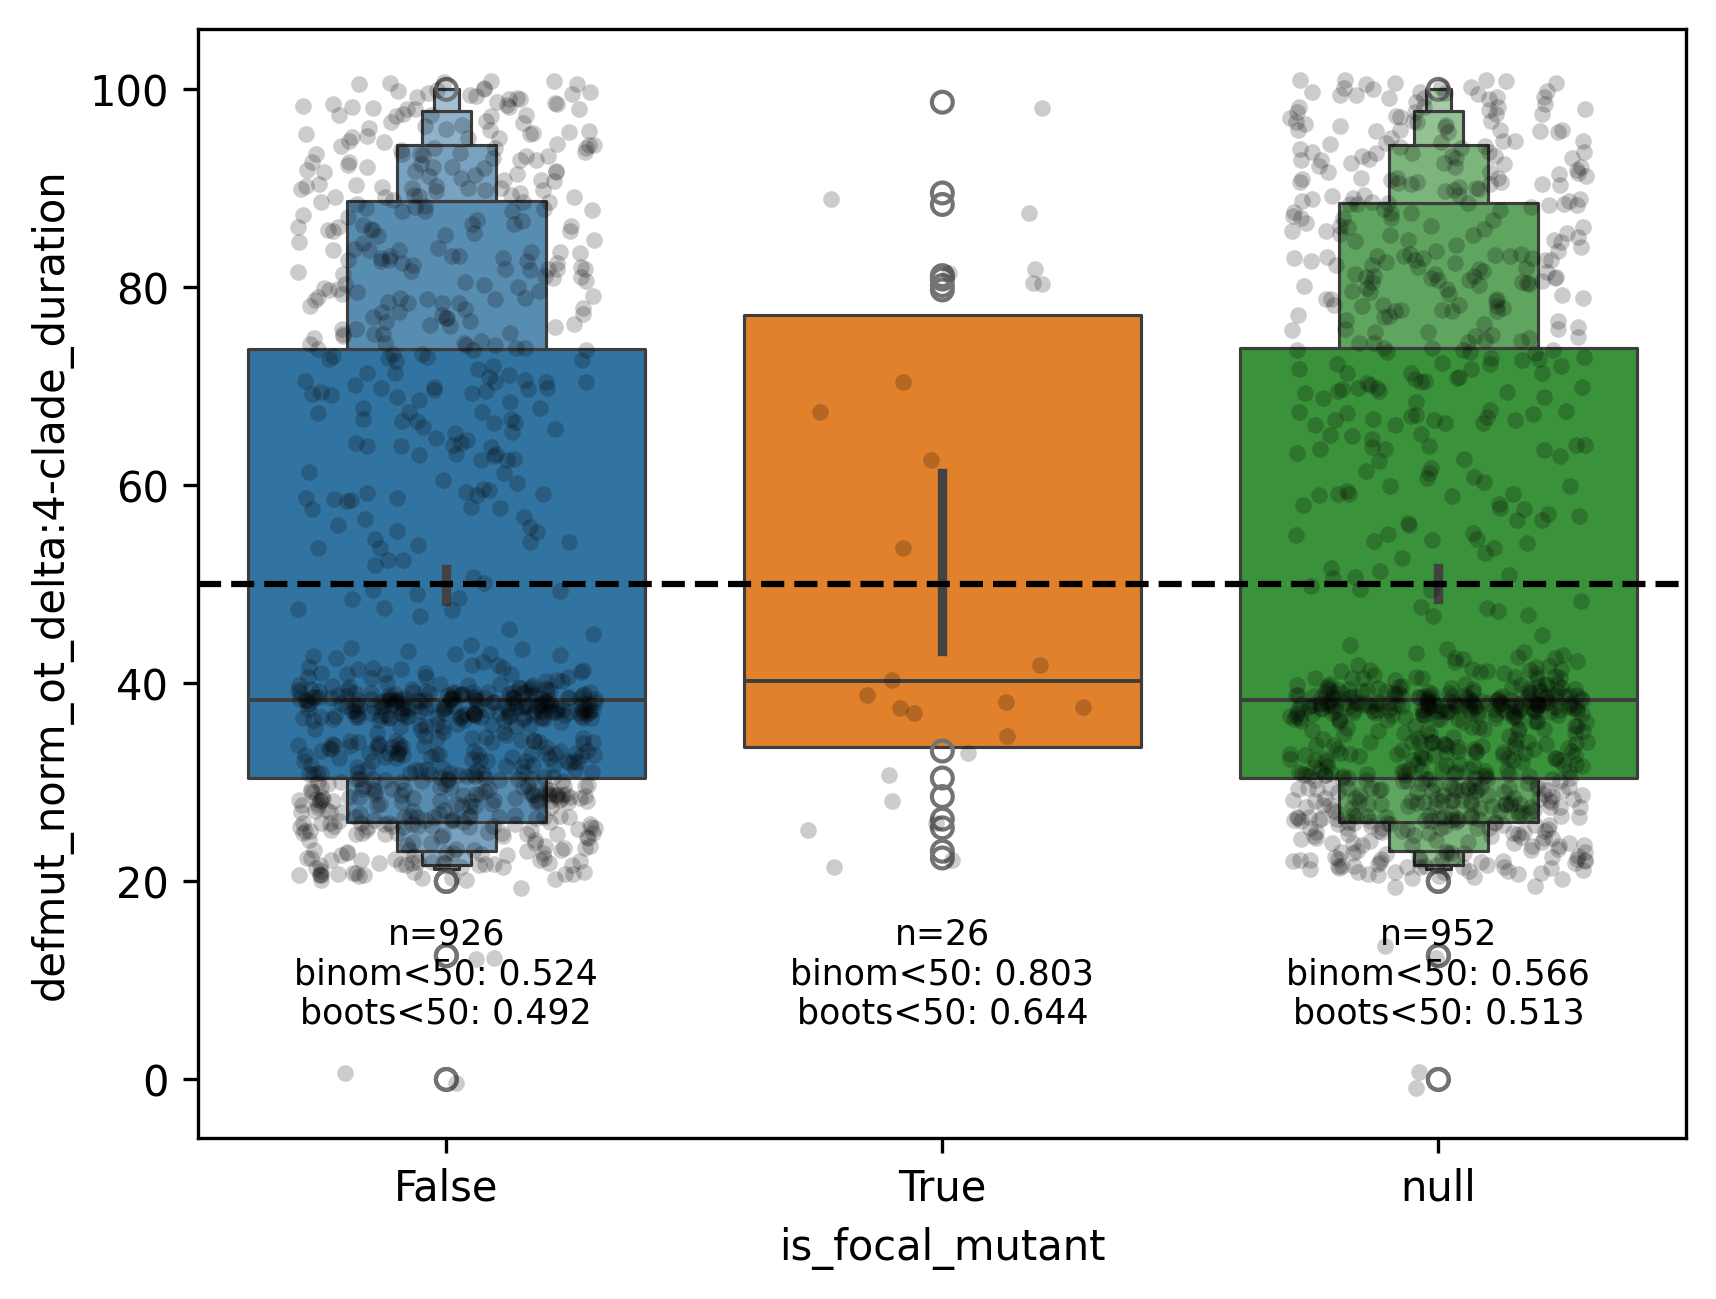 defmut_norm_ot_delta:4-clade_duration
100
80
60
40
20
0
n=926
binom<50: 0.524
boots<50: 0.492
n=26
binom<50: 0.803
boots<50: 0.644
n=952
binom<50: 0.566
boots<50: 0.513
False
True
null
is_focal_mutant